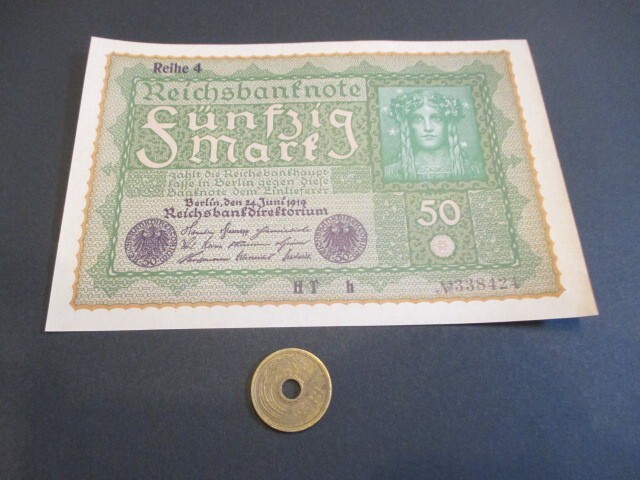 Reihe 4
Reichsbanknote
Fünfzig
Mark
zahlt die Reichsbankhaupt
kasse in Berlin gegen diese
Banknote dem Einlieferer
Berlin, den 24. Juni 1919
Reichsbankdirektorium
50
H T h
№338424